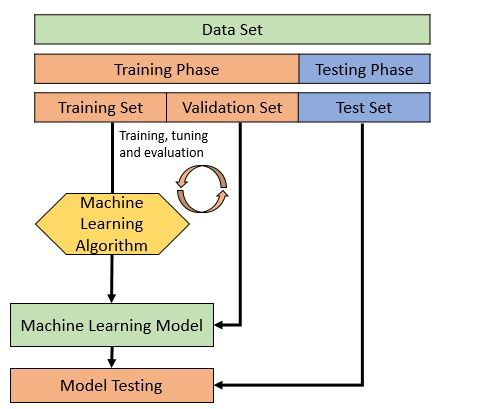 Data Set
Training Phase
Testing Phase
Training Set
Validation Set
Test Set
Training, tuning
and evaluation
Machine
Learning
Algorithm
Machine Learning Model
Model Testing